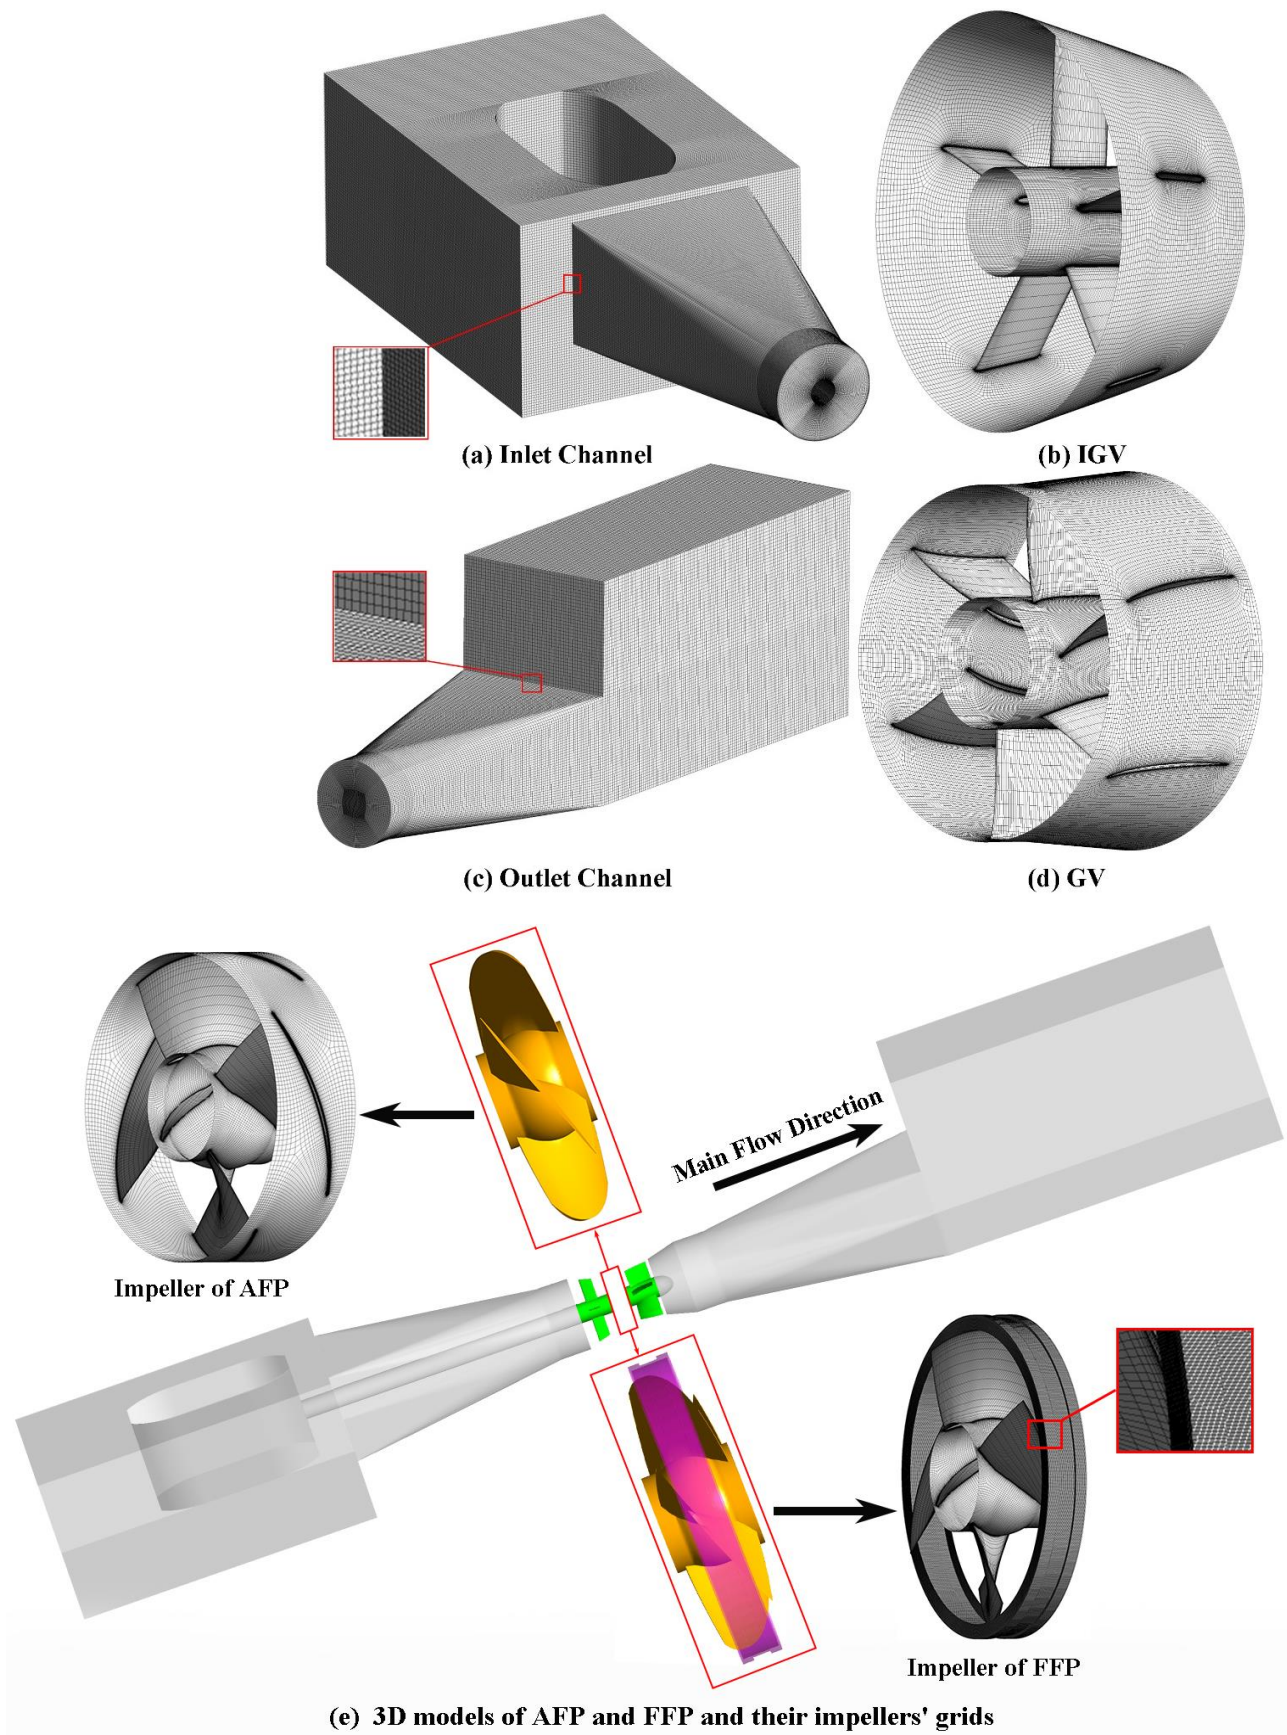 (a) Inlet Channel
(b) IGV
(c) Outlet Channel
(d) GV
Main Flow Direction
Impeller of AFP
Impeller of FFP
(e) 3D models of AFP and FFP and their impellers' grids